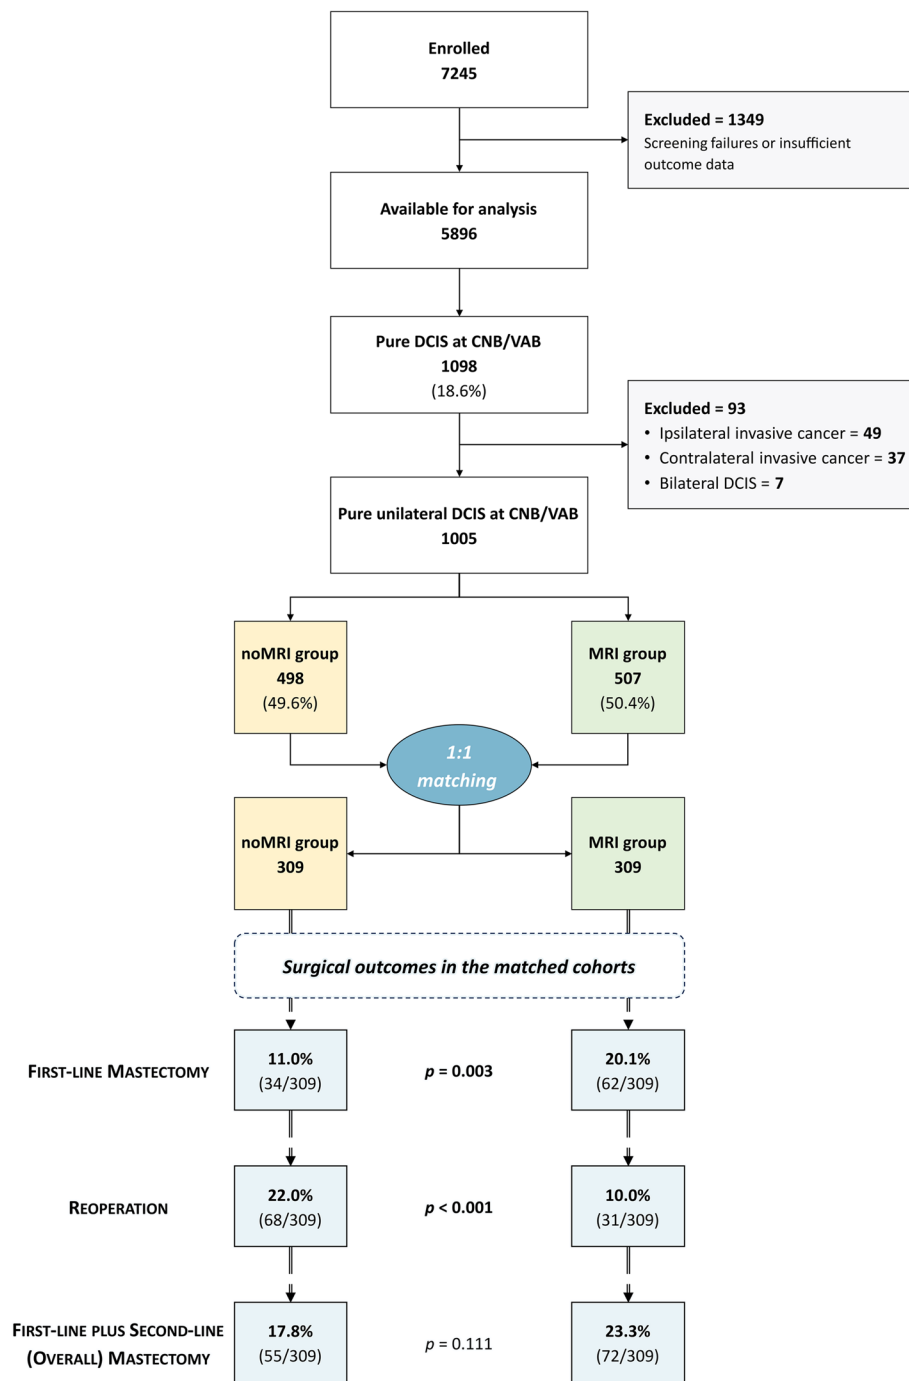 Enrolled
7245
Excluded = 1349
Screening failures or insufficient
outcome data
Available for analysis
5896
Pure DCIS at CNB/VAB
1098
(18.6%)
Excluded = 93
• Ipsilateral invasive cancer = 49
• Contralateral invasive cancer = 37
• Bilateral DCIS = 7
Pure unilateral DCIS at CNB/VAB
1005
noMRI group
498
(49.6%)
MRI group
507
(50.4%)
1:1
matching
noMRI group
309
MRI group
309
Surgical outcomes in the matched cohorts
FIRST-LINE MASTECTOMY
11.0%
(34/309)
p = 0.003
20.1%
(62/309)
REOPERATION
22.0%
(68/309)
p < 0.001
10.0%
(31/309)
FIRST-LINE PLUS SECOND-LINE
(OVERALL) MASTECTOMY
17.8%
(55/309)
p = 0.111
23.3%
(72/309)